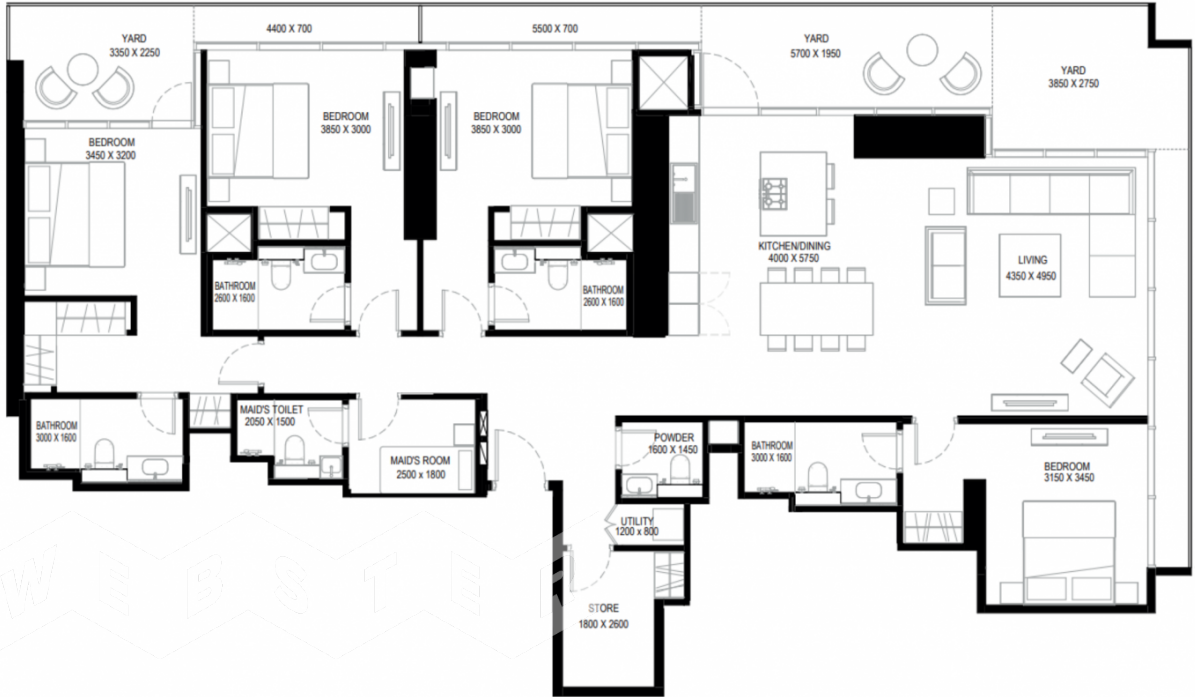 YARD
3350 X 2250
4400 X 700
5500 X 700
YARD
5700 X 1950
YARD
3850 X 2750
BEDROOM
3450 X 3200
BEDROOM
3850 X 3000
BEDROOM
3850 X 3000
KITCHEN/DINING
4000 X 5750
LIVING
4350 X 4950
BATHROOM
2600 X 1600
BATHROOM
2600 X 1600
BATHROOM
3000 X 1600
MAID'S TOILET
2050 X 1500
MAID'S ROOM
2500 x 1800
POWDER
1600 X 1450
BATHROOM
3000 X 1600
BEDROOM
3150 X 3450
UTILITY
1200 x 800
STORE
1800 X 2600